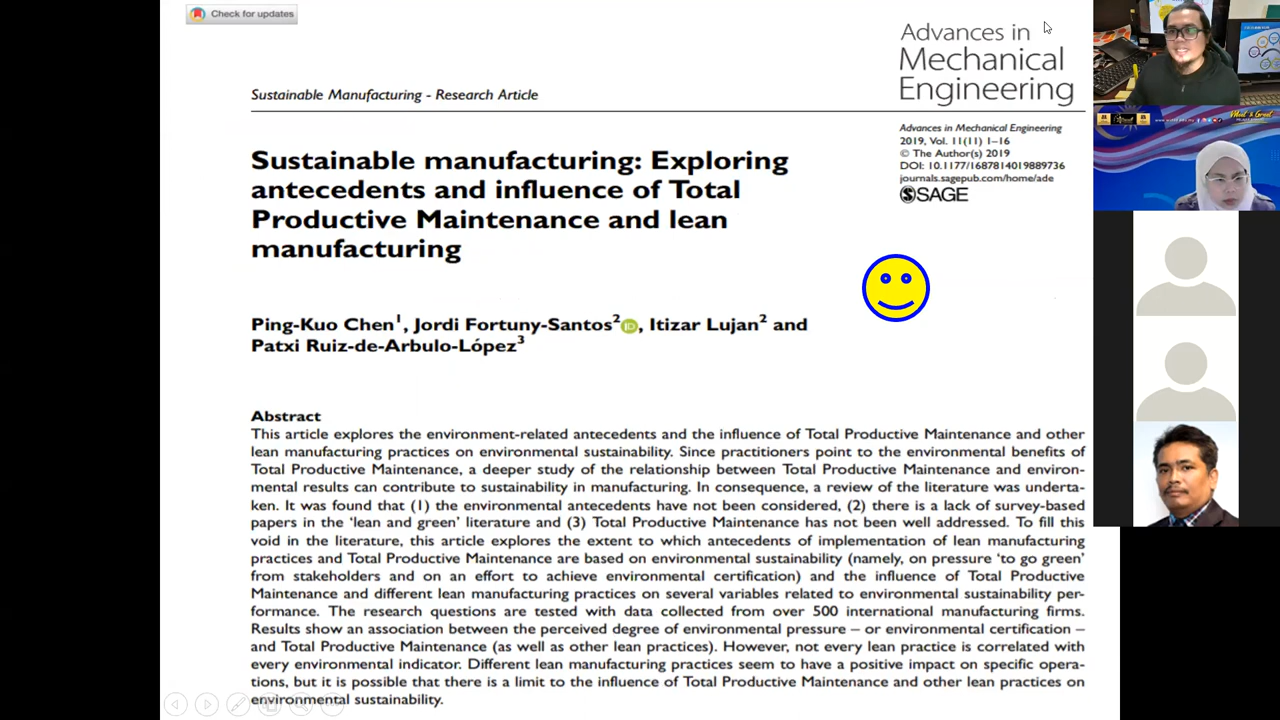 Check for updates
Advances in
Mechanical
Engineering
Sustainable Manufacturing - Research Article
Advances in Mechanical Engineering
2019, Vol. 11(11) 1–16
© The Author(s) 2019
DOI: 10.1177/1687814019889736
journals.sagepub.com/home/ade
SAGE
Sustainable manufacturing: Exploring
antecedents and influence of Total
Productive Maintenance and lean
manufacturing
Ping-Kuo Chen1, Jordi Fortuny-Santos2 iD, Itizar Lujan2 and
Patxi Ruiz-de-Arbulo-López3
Abstract
This article explores the environment-related antecedents and the influence of Total Productive Maintenance and other
lean manufacturing practices on environmental sustainability. Since practitioners point to the environmental benefits of
Total Productive Maintenance, a deeper study of the relationship between Total Productive Maintenance and environ-
mental results can contribute to sustainability in manufacturing. In consequence, a review of the literature was underta-
ken. It was found that (1) the environmental antecedents have not been considered, (2) there is a lack of survey-based
papers in the 'lean and green' literature and (3) Total Productive Maintenance has not been well addressed. To fill this
void in the literature, this article explores the extent to which antecedents of implementation of lean manufacturing
practices and Total Productive Maintenance are based on environmental sustainability (namely, on pressure 'to go green'
from stakeholders and on an effort to achieve environmental certification) and the influence of Total Productive
Maintenance and different lean manufacturing practices on several variables related to environmental sustainability per-
formance. The research questions are tested with data collected from over 500 international manufacturing firms.
Results show an association between the perceived degree of environmental pressure – or environmental certification –
and Total Productive Maintenance (as well as other lean practices). However, not every lean practice is correlated with
every environmental indicator. Different lean manufacturing practices seem to have a positive impact on specific opera-
tions, but it is possible that there is a limit to the influence of Total Productive Maintenance and other lean practices on
environmental sustainability.